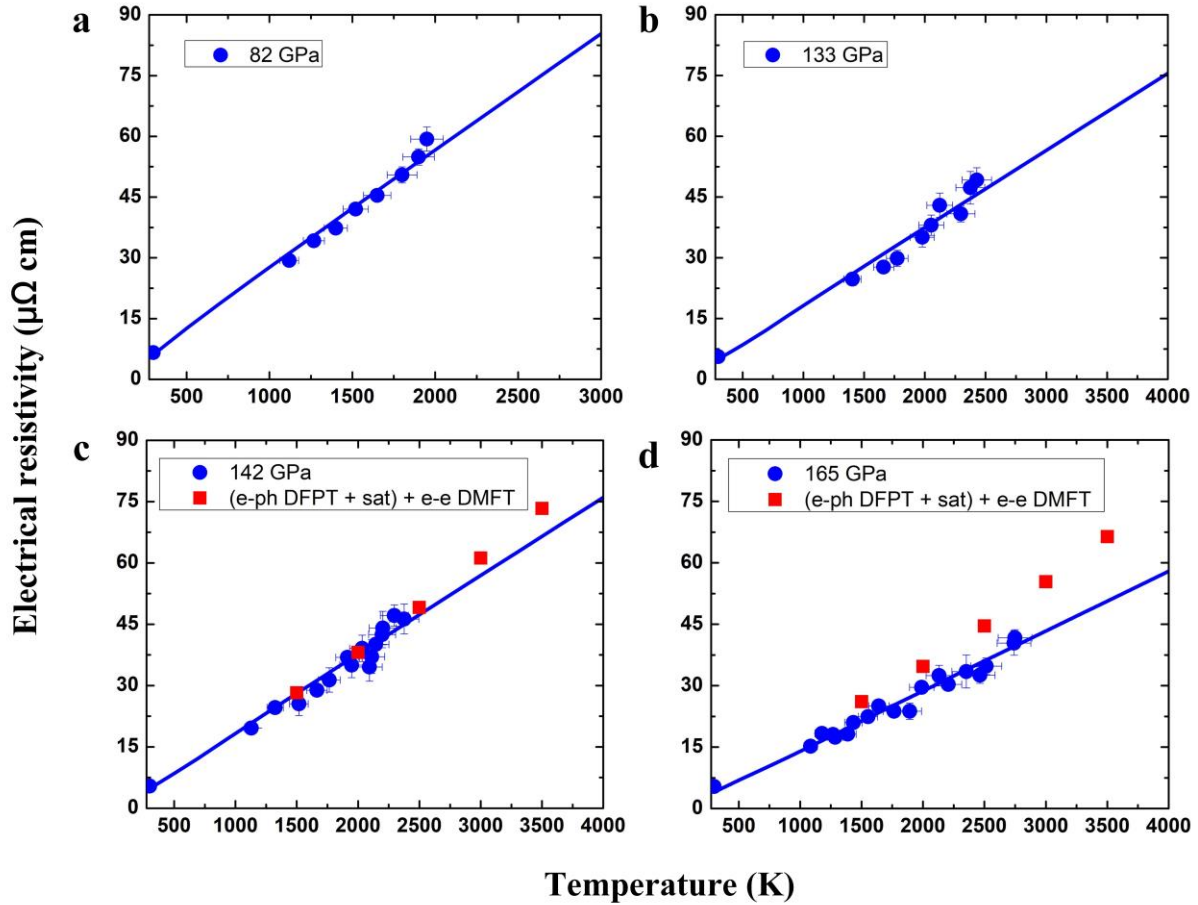 a
82 GPa
90
75
60
45
30
15
0
500 1000 1500 2000 2500 3000
b
133 GPa
90
75
60
45
30
15
0
500 1000 1500 2000 2500 3000 3500 4000
c
142 GPa
(e-ph DFPT + sat) + e-e DMFT
90
75
60
45
30
15
0
500 1000 1500 2000 2500 3000 3500 4000
d
165 GPa
(e-ph DFPT + sat) + e-e DMFT
90
75
60
45
30
15
0
500 1000 1500 2000 2500 3000 3500 4000
Electrical resistivity (μΩ cm)
Temperature (K)